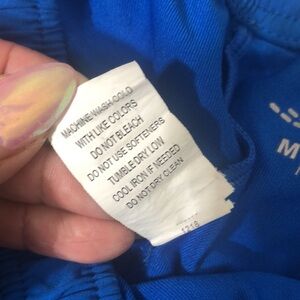 MACHINE WASH COLD
WITH LIKE COLORS
DO NOT BLEACH
DO NOT USE SOFTENERS
TUMBLE DRY LOW
COOL IRON IF NEEDED
DO NOT DRY CLEAN
1218
M